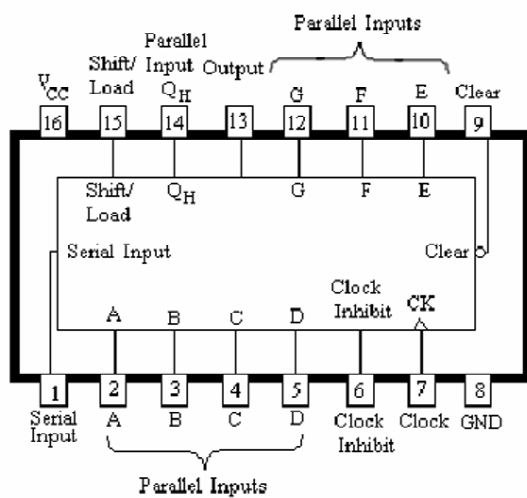 Parallel Inputs
Parallel
Shift/ Input Output
VCC Load QH G F E Clear
16 15 14 13 12 11 10 9
Shift/ QH G F E
Load
Serial Input Clear
Clock
Inhibit CK
A B C D
1 2 3 4 5 6 7 8
Serial A B C D Clock Clock GND
Input Inhibit
Parallel Inputs